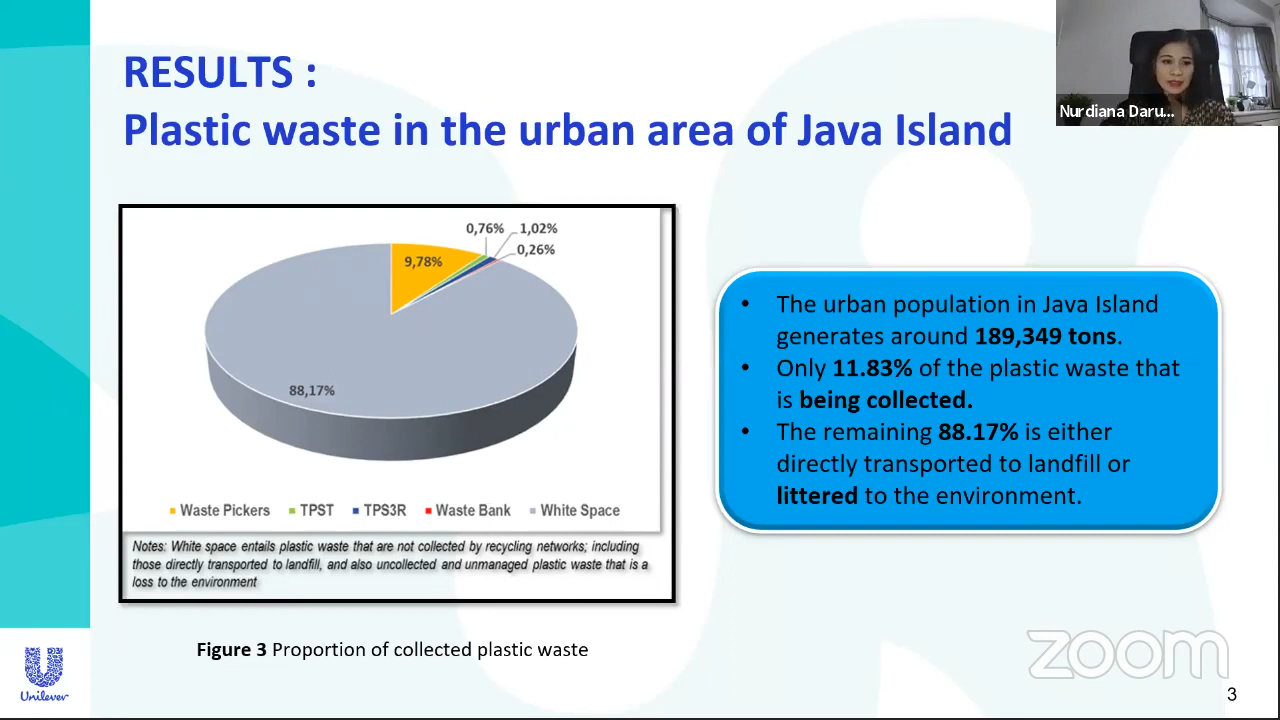 RESULTS :
Plastic waste in the urban area of Java Island
Nurdiana Daru...
0,76%
1,02%
0,26%
9,78%
88,17%
Waste Pickers TPST TPS3R Waste Bank White Space
Notes: White space entails plastic waste that are not collected by recycling networks; including
those directly transported to landfill, and also uncollected and unmanaged plastic waste that is a
loss to the environment
Figure 3 Proportion of collected plastic waste
• The urban population in Java Island
generates around 189,349 tons.
• Only 11.83% of the plastic waste that
is being collected.
• The remaining 88.17% is either
directly transported to landfill or
littered to the environment.
Unilever
zoom
3